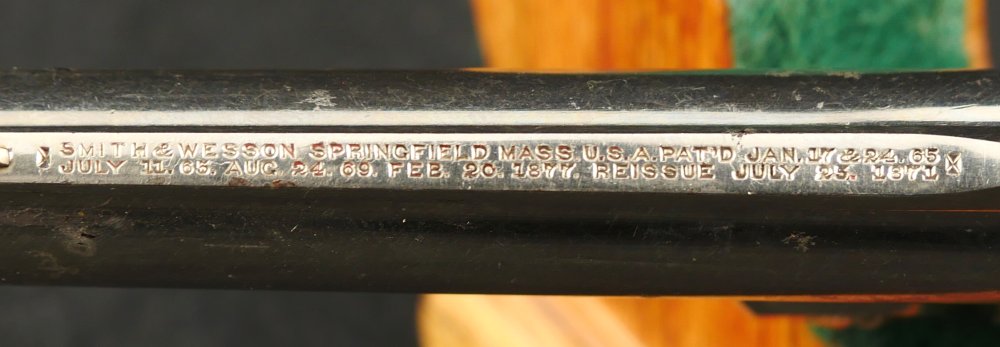 SMITH & WESSON SPRINGFIELD MASS. U.S.A. PAT'D JAN. 17 & 24. 65
JULY 11. 65. AUG. 24. 69. FEB. 20. 1877. REISSUE JULY 25. 1871